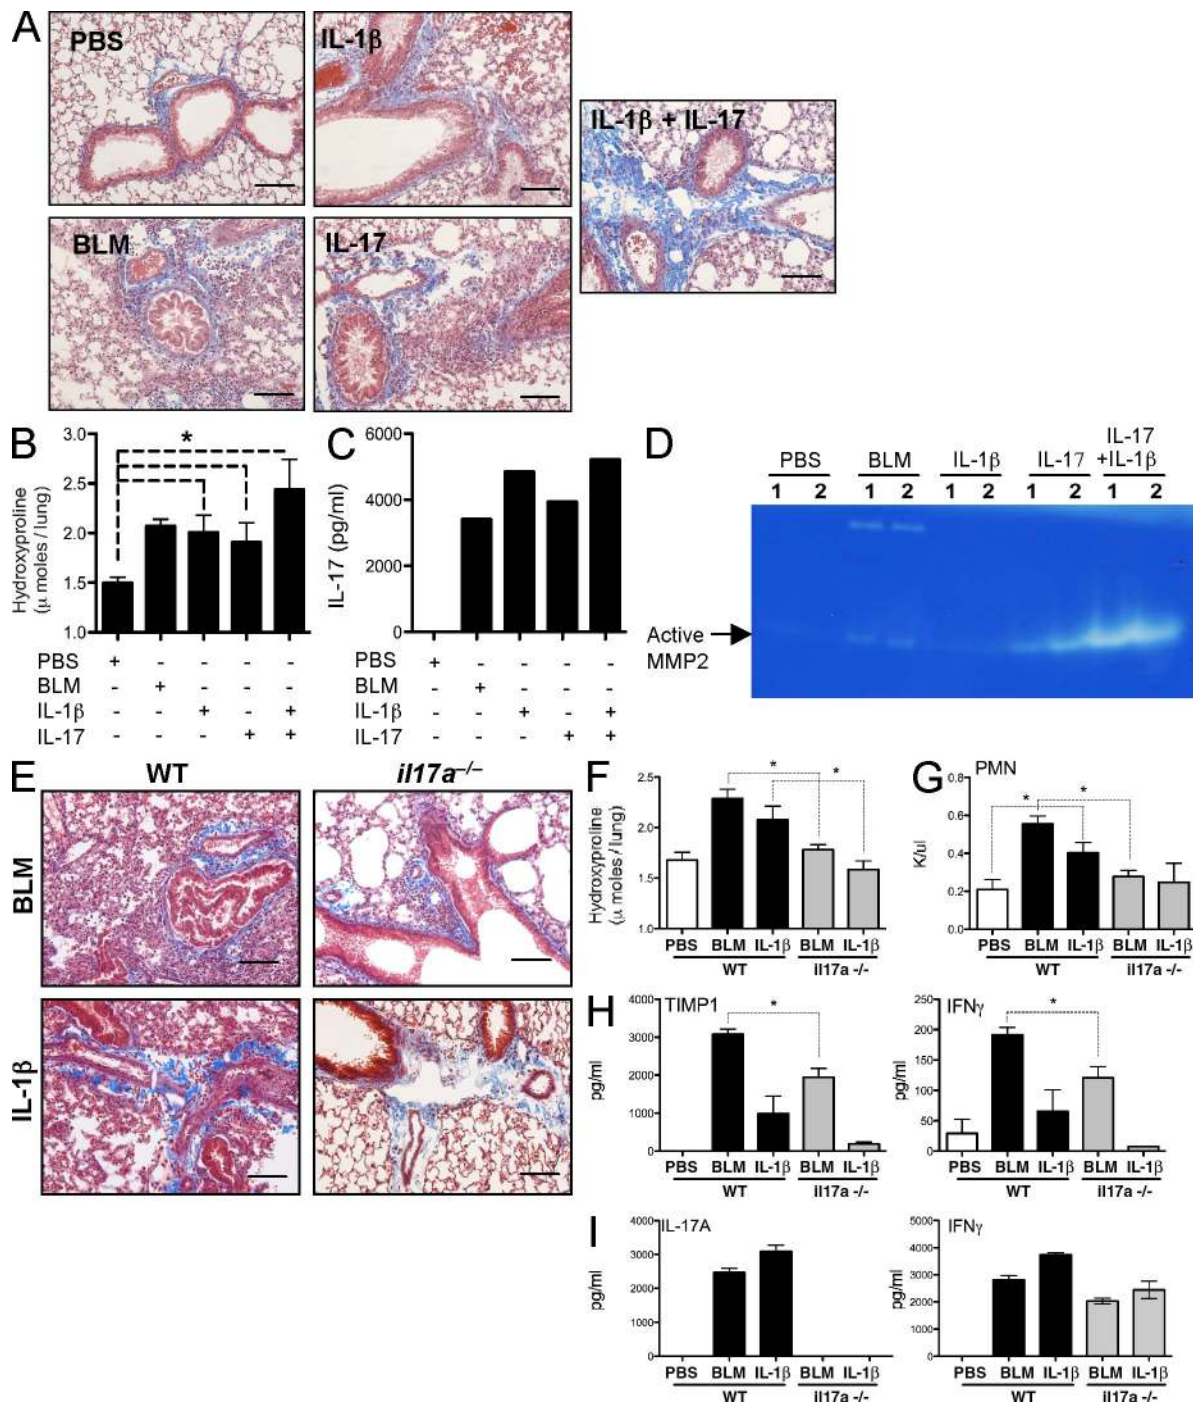 A
PBS
IL-1β
IL-1β + IL-17
BLM
IL-17
B
3.0
2.5
2.0
1.5
1.0
Hydroxyproline
(μ moles / lung)
*
PBS + - - - -
BLM - + - - -
IL-1β - - + - +
IL-17 - - - + +
C
6000
4000
2000
0
IL-17 (pg/ml)
PBS + - - - -
BLM - + - - -
IL-1β - - + - +
IL-17 - - - + +
D
PBS BLM IL-1β IL-17 IL-17
+IL-1β
1 2 1 2 1 2 1 2 1 2
Active
MMP2
E
WT il17a–/–
BLM
IL-1β
F
2.5
2.0
1.5
1.0
Hydroxyproline
(μ moles / lung)
* *
PBS BLM IL-1β BLM IL-1β
WT il17a -/-
G
PMN
0.8
0.6
0.4
0.2
0.0
K/ul
* *
PBS BLM IL-1β BLM IL-1β
WT il17a -/-
H
TIMP1
4000
3000
2000
1000
0
pg/ml
*
PBS BLM IL-1β BLM IL-1β
WT il17a -/-
IFNγ
250
200
150
100
50
0
pg/ml
*
PBS BLM IL-1β BLM IL-1β
WT il17a -/-
I
IL-17A
4000
3000
2000
1000
0
pg/ml
PBS BLM IL-1β BLM IL-1β
WT il17a -/-
IFNγ
5000
4000
3000
2000
1000
0
pg/ml
PBS BLM IL-1β BLM IL-1β
WT il17a -/-